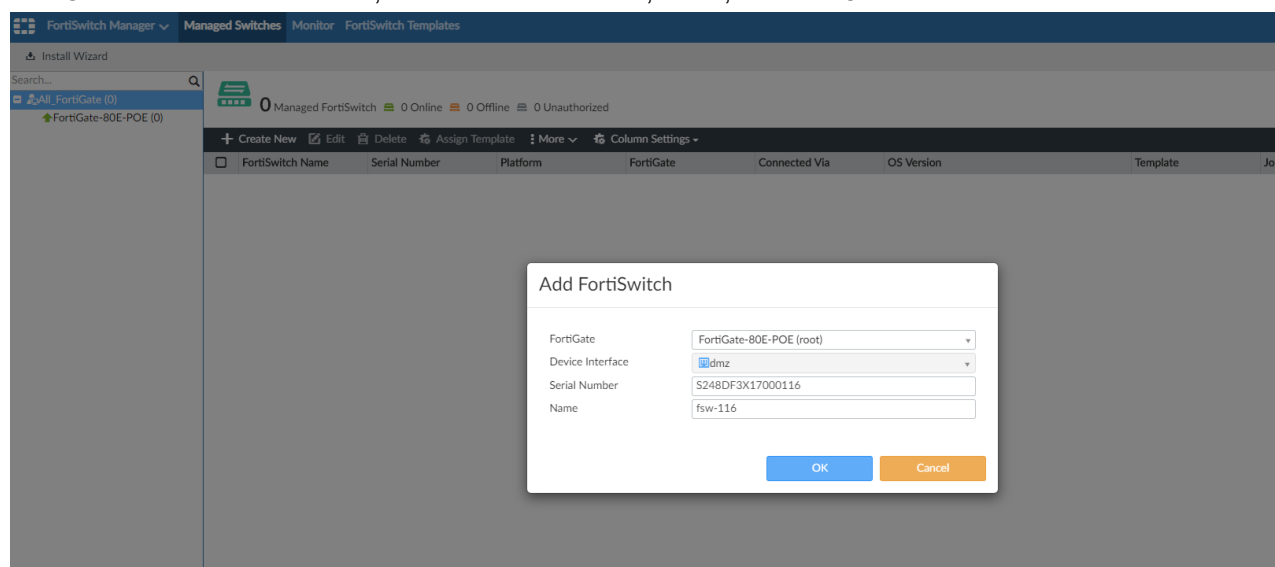 FortiSwitch Manager Managed Switches Monitor FortiSwitch Templates
Install Wizard
Search...
All_FortiGate (0)
FortiGate-80E-POE (0)
0 Managed FortiSwitch 0 Online 0 Offline 0 Unauthorized
+ Create New Edit Delete Assign Template More Column Settings
FortiSwitch Name Serial Number Platform FortiGate Connected Via OS Version Template Jo
Add FortiSwitch
FortiGate FortiGate-80E-POE (root)
Device Interface dmz
Serial Number S248DF3X17000116
Name fsw-116
OK Cancel